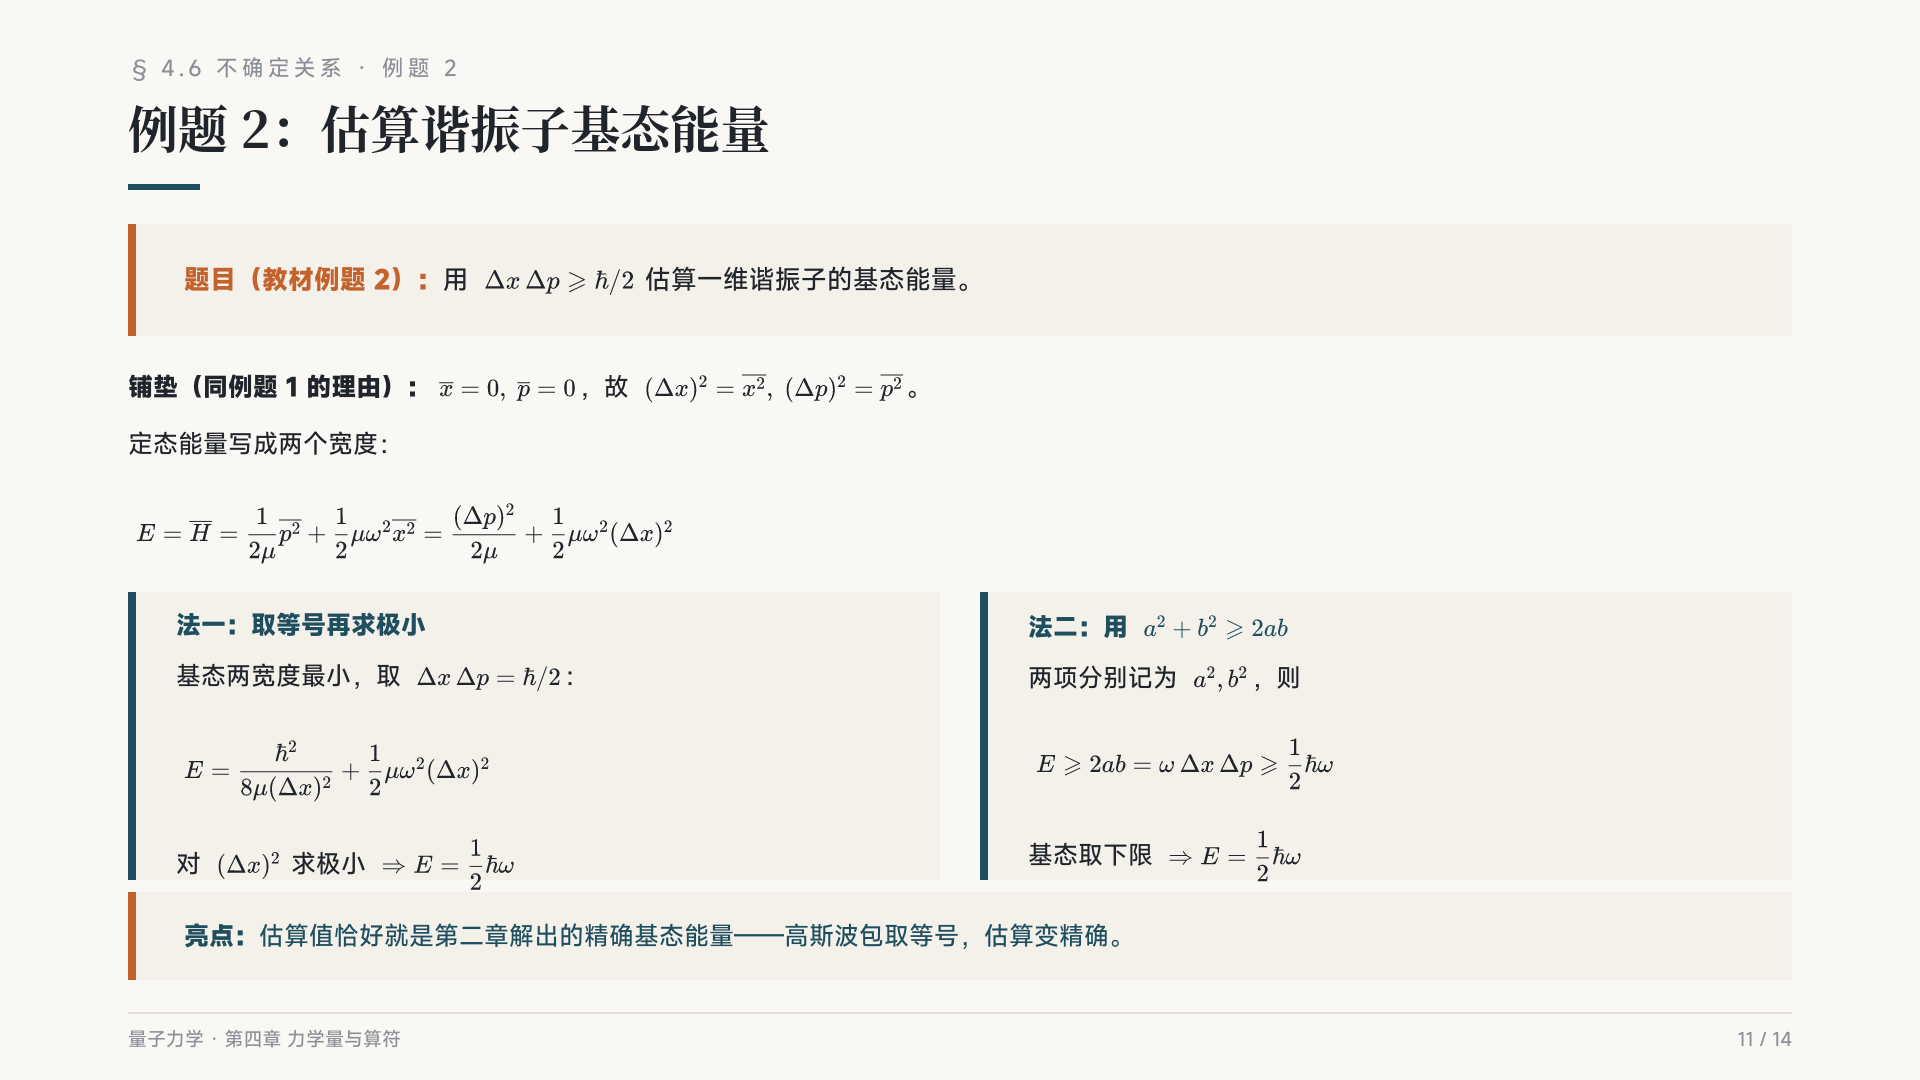 § 4.6 不确定关系 · 例题 2
例题 2：估算谐振子基态能量
题目（教材例题 2）：用 Δx Δp ⩾ ℏ/2 估算一维谐振子的基态能量。
铺垫（同例题 1 的理由）： x̅ = 0, p̅ = 0，故 (Δx)² = \overline{x²}, (Δp)² = \overline{p²}。
定态能量写成两个宽度：
E = \overline{H} = \frac{1}{2μ}\overline{p²} + \frac{1}{2}μω²\overline{x²} = \frac{(Δp)²}{2μ} + \frac{1}{2}μω²(Δx)²
法一：取等号再求极小
基态两宽度最小，取 Δx Δp = ℏ/2：
E = \frac{ℏ²}{8μ(Δx)²} + \frac{1}{2}μω²(Δx)²
对 (Δx)² 求极小 ⇒ E = \frac{1}{2}ℏω
法二：用 a² + b² ⩾ 2ab
两项分别记为 a², b²，则
E ⩾ 2ab = ω Δx Δp ⩾ \frac{1}{2}ℏω
基态取下限 ⇒ E = \frac{1}{2}ℏω
亮点：估算值恰好就是第二章解出的精确基态能量——高斯波包取等号，估算变精确。
量子力学 · 第四章 力学量与算符
11 / 14